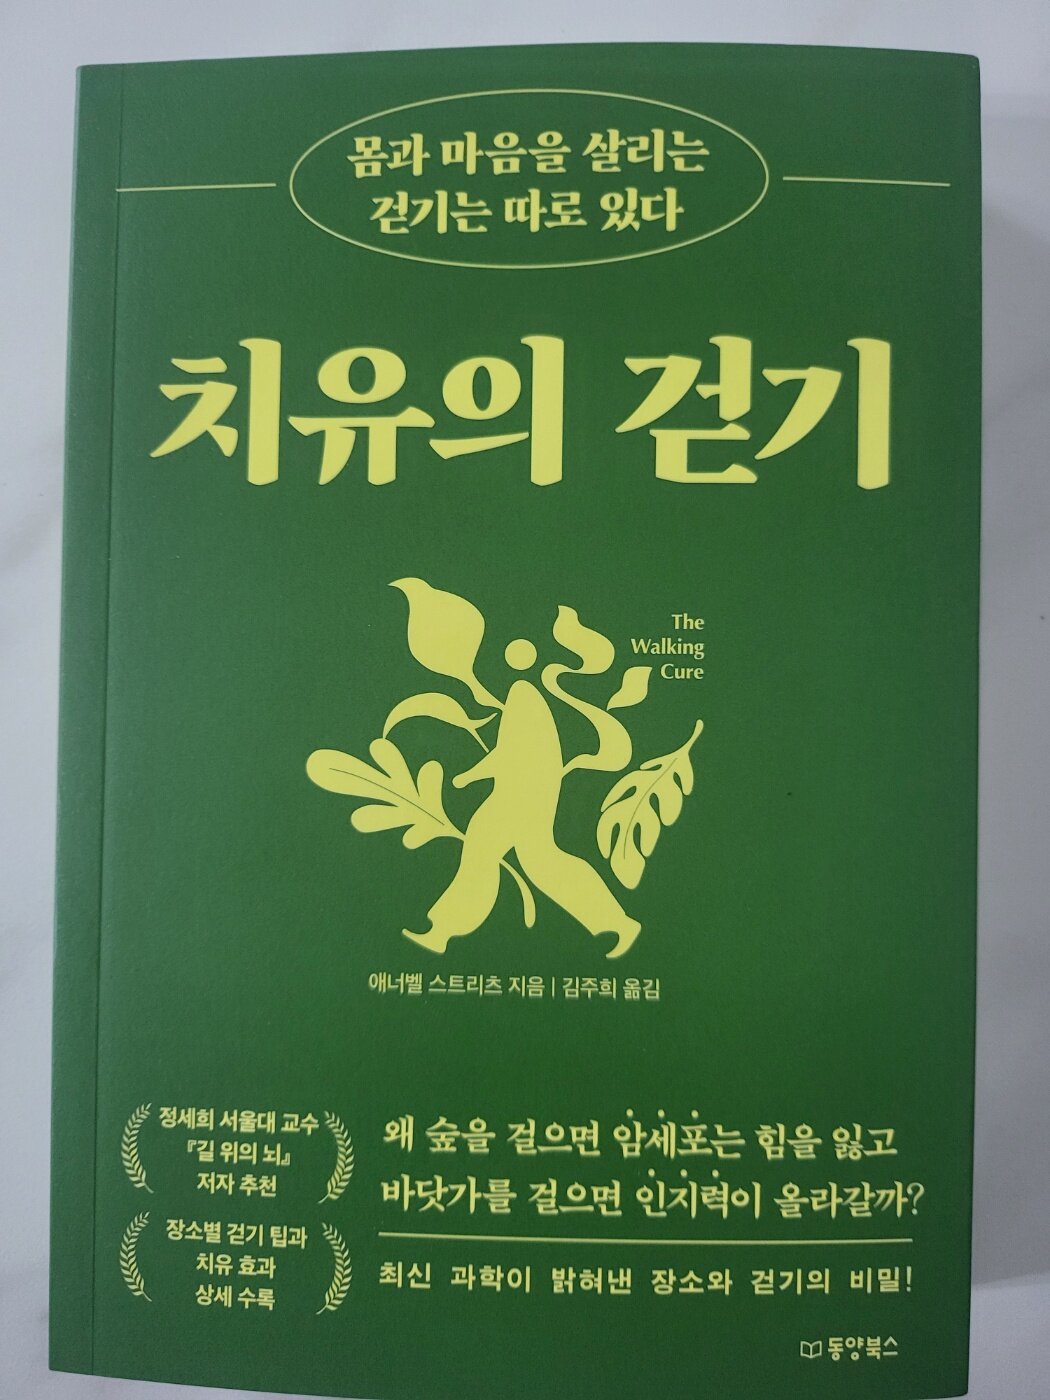 몸과 마음을 살리는
걷기는 따로 있다
치유의 걷기
The
Walking
Cure
애너벨 스트리츠 지음 | 김주희 옮김
정세희 서울대 교수
『길 위의 뇌』
저자 추천
장소별 걷기 팁과
치유 효과
상세 수록
왜 숲을 걸으면 암세포는 힘을 잃고
바닷가를 걸으면 인지력이 올라갈까?
최신 과학이 밝혀낸 장소와 걷기의 비밀!
동양북스